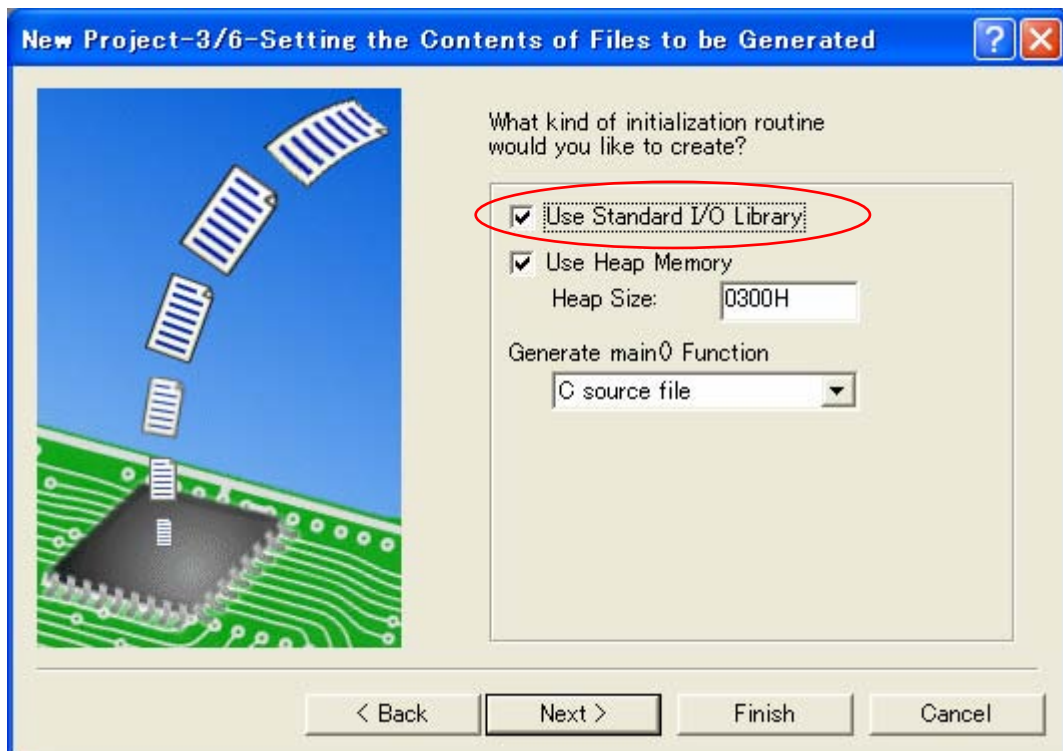 New Project-3/6-Setting the Contents of Files to be Generated
What kind of initialization routine
would you like to create?
Use Standard I/O Library
Use Heap Memory
Heap Size:
0300H
Generate main() Function
C source file
< Back
Next >
Finish
Cancel